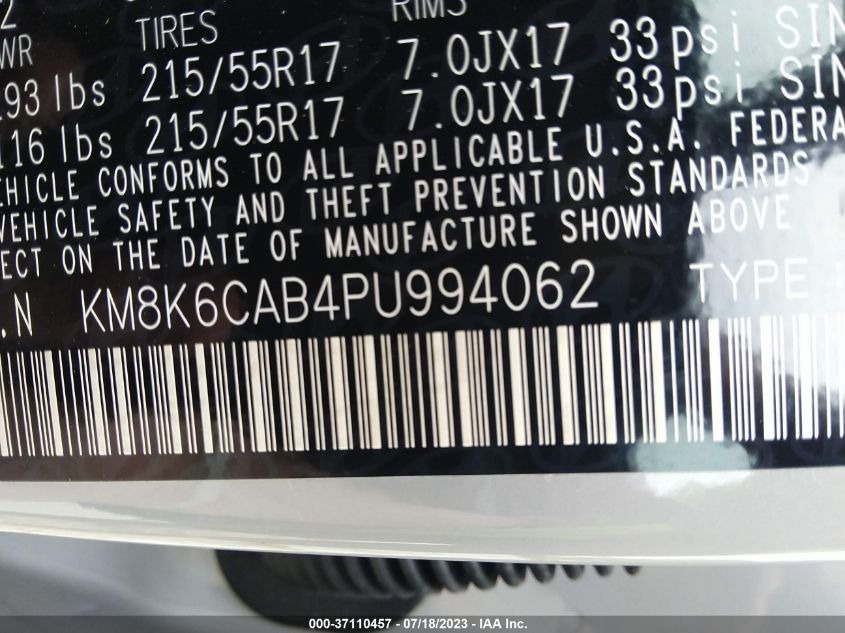 TIRES RIMS
93 lbs 215/55R17 7.0JX17 33psi
116 lbs 215/55R17 7.0JX17 33psi
VEHICLE CONFORMS TO ALL APPLICABLE U.S.A. FEDERA
VEHICLE SAFETY AND THEFT PREVENTION STANDARDS
ECT ON THE DATE OF MANUFACTURE SHOWN ABOVE
.N KM8K6CAB4PU994062 TYPE
000-37110457 - 07/18/2023 - © IAA Inc.